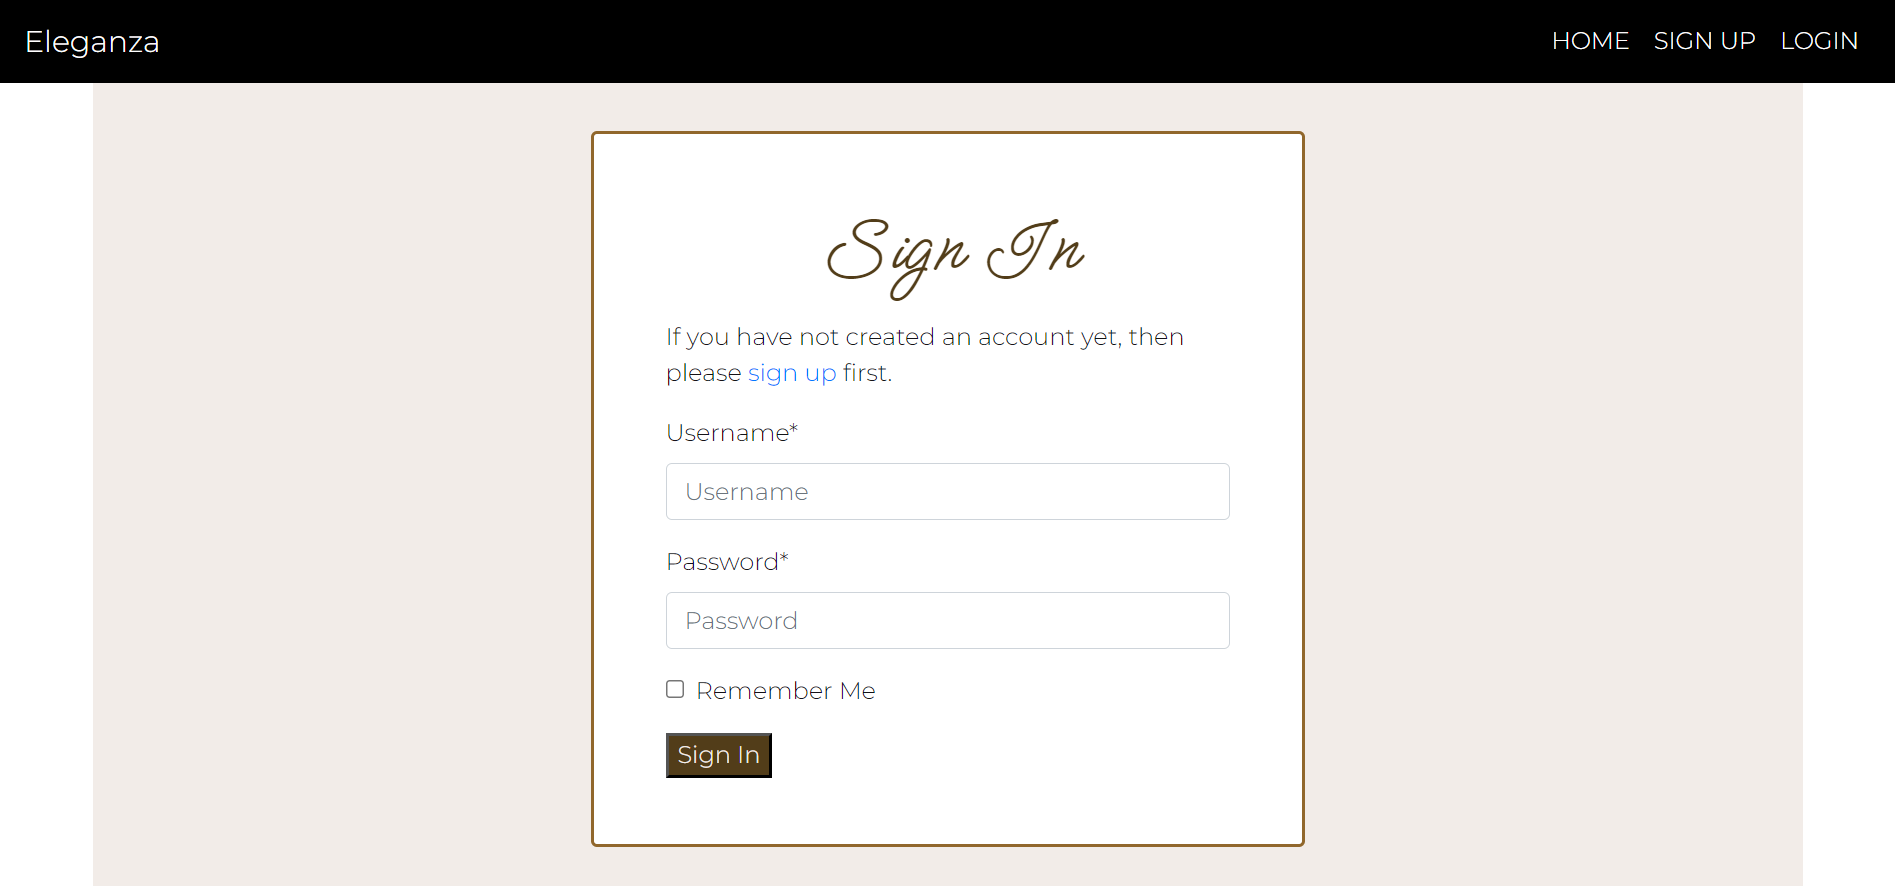 Eleganza
HOME SIGN UP LOGIN
Sign In
If you have not created an account yet, then
please sign up first.
Username*
Username
Password*
Password
Remember Me
Sign In